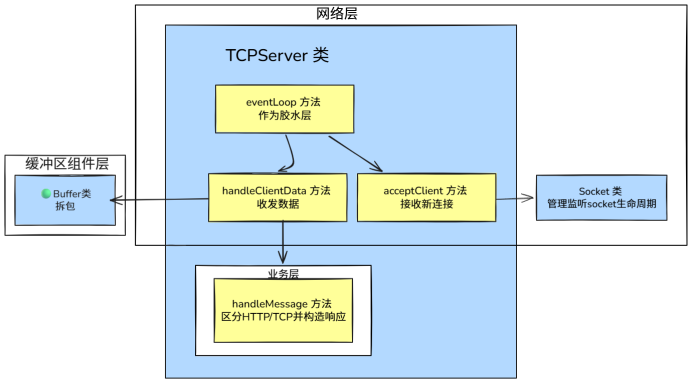 网络层
TCPServer 类
eventLoop 方法
作为胶水层
缓冲区组件层
Buffer类
拆包
handleClientData 方法
收发数据
acceptClient 方法
接收新连接
Socket 类
管理监听socket生命周期
业务层
handleMessage 方法
区分HTTP/TCP并构造响应